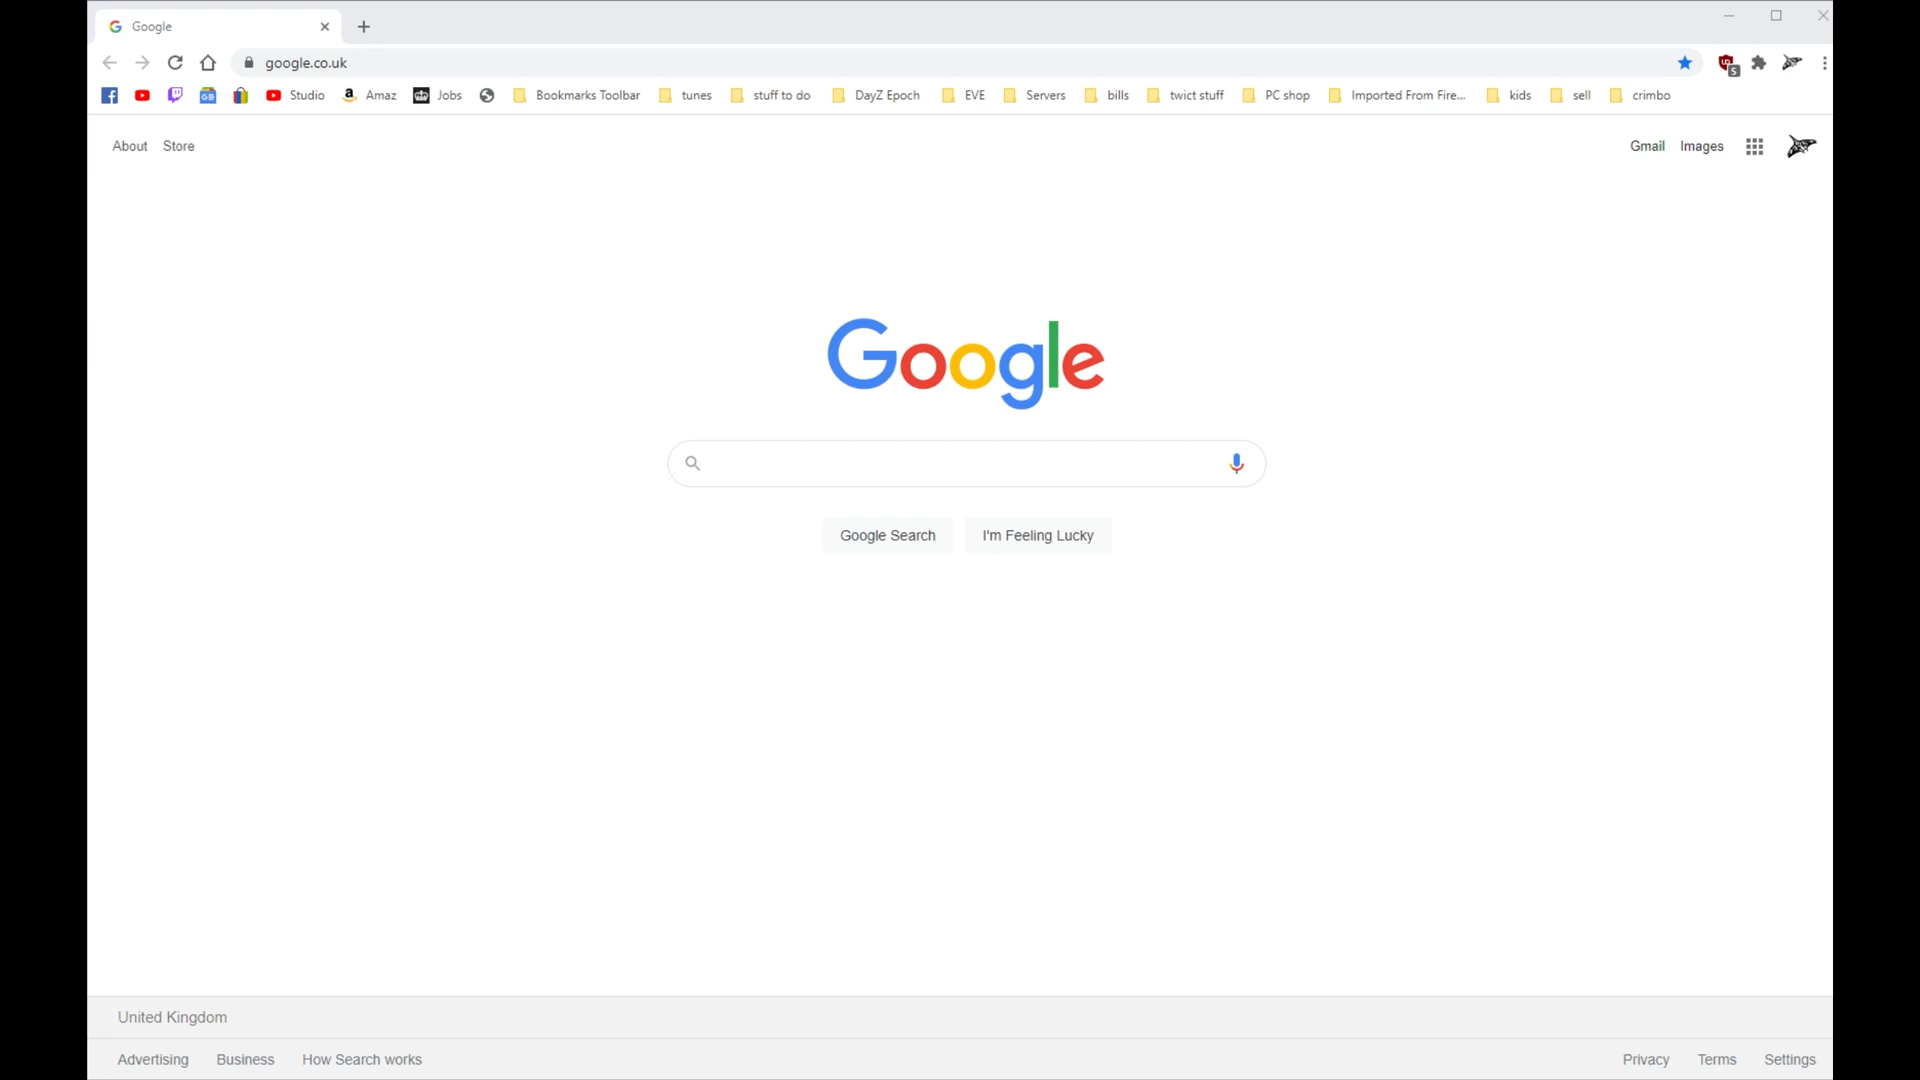 Google
google.co.uk
5
Studio Amaz Jobs Bookmarks Toolbar tunes stuff to do DayZ Epoch EVE Servers bills twict stuff PC shop Imported From Fire... kids sell crimbo
About Store Gmail Images
Google
Google Search I'm Feeling Lucky
United Kingdom
Advertising Business How Search works Privacy Terms Settings